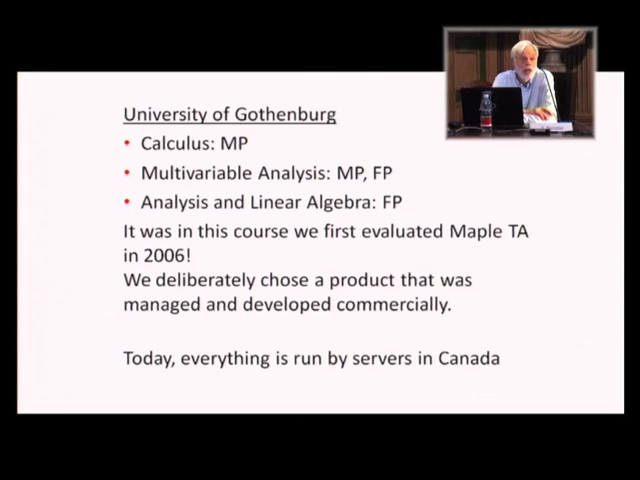 University of Gothenburg
• Calculus: MP
• Multivariable Analysis: MP, FP
• Analysis and Linear Algebra: FP
It was in this course we first evaluated Maple TA
in 2006!
We deliberately chose a product that was
managed and developed commercially.
Today, everything is run by servers in Canada